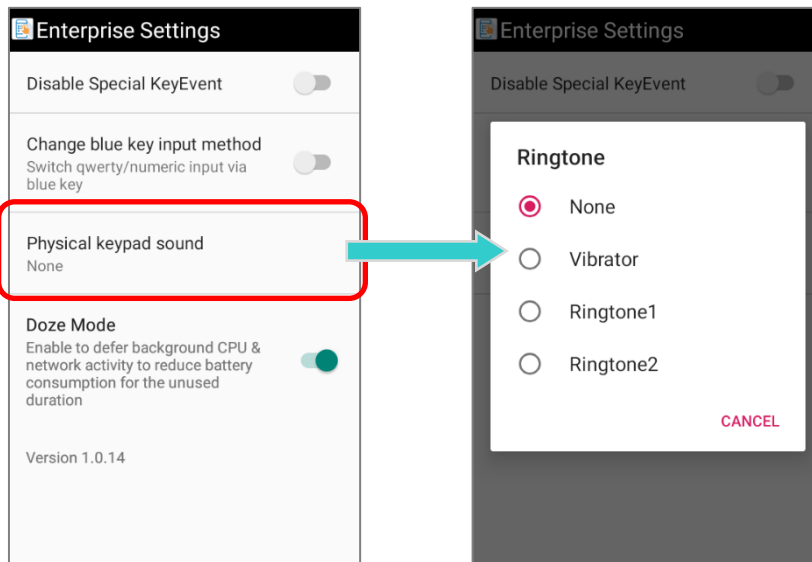 Enterprise Settings
Disable Special KeyEvent
Change blue key input method
Switch qwerty/numeric input via
blue key
Physical keypad sound
None
Doze Mode
Enable to defer background CPU &
network activity to reduce battery
consumption for the unused
duration
Version 1.0.14
Enterprise Settings
Disable Special KeyEvent
Ringtone
None
Vibrator
Ringtone1
Ringtone2
CANCEL